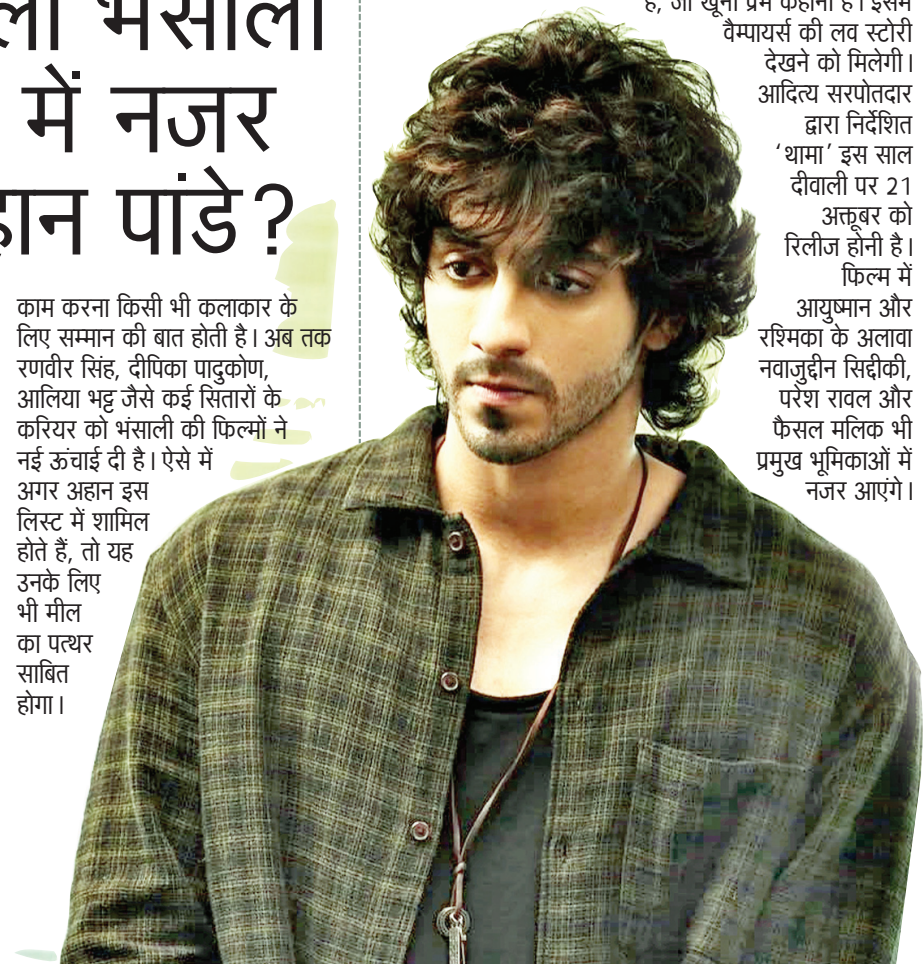 भंसाली
में नजर
पांडे?
काम करना किसी भी कलाकार के
लिए सम्मान की बात होती है। अब तक
रणवीर सिंह, दीपिका पादुकोण,
आलिया भट्ट जैसे कई सितारों के
करियर को भंसाली की फिल्मों ने
नई ऊंचाई दी है। ऐसे में
अगर अहान इस
लिस्ट में शामिल
होते हैं, तो यह
उनके लिए
भी मील
का पत्थर
साबित
होगा।
है, जो खूनी प्रेम कहानी है। इसमें
वैम्पायर्स की लव स्टोरी
देखने को मिलेगी।
आदित्य सरपोतदार
द्वारा निर्देशित
‘थामा’ इस साल
दीवाली पर 21
अक्तूबर को
रिलीज होनी है।
फिल्म में
आयुष्मान और
रश्मिका के अलावा
नवाजुद्दीन सिद्दीकी,
परेश रावल और
फैसल मलिक भी
प्रमुख भूमिकाओं में
नजर आएंगे।